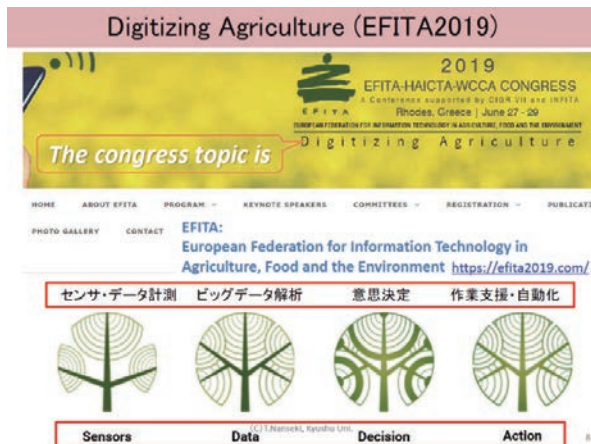 Digitizing Agriculture (EFITA2019)
2019
EFITA-HAICTA-WCCA CONGRESS
A Conference supported by CIGR VII and INFITA
EFITA
Rhodes, Greece | June 27 - 29
EUROPEAN FEDERATION FOR INFORMATION TECHNOLOGY IN AGRICULTURE, FOOD AND THE ENVIRONMENT
The congress topic is
Digitizing Agriculture
HOME ABOUT EFITA PROGRAM KEYNOTE SPEAKERS COMMITTEES REGISTRATION PUBLICATI
PHOTO GALLERY CONTACT
EFITA:
European Federation for Information Technology in
Agriculture, Food and the Environment https://efita2019.com/
センサ・データ計測 ビッグデータ解析 意思決定 作業支援・自動化
(C)T.Nanseki, Kyushu Uni.
Sensors Data Decision Action
8